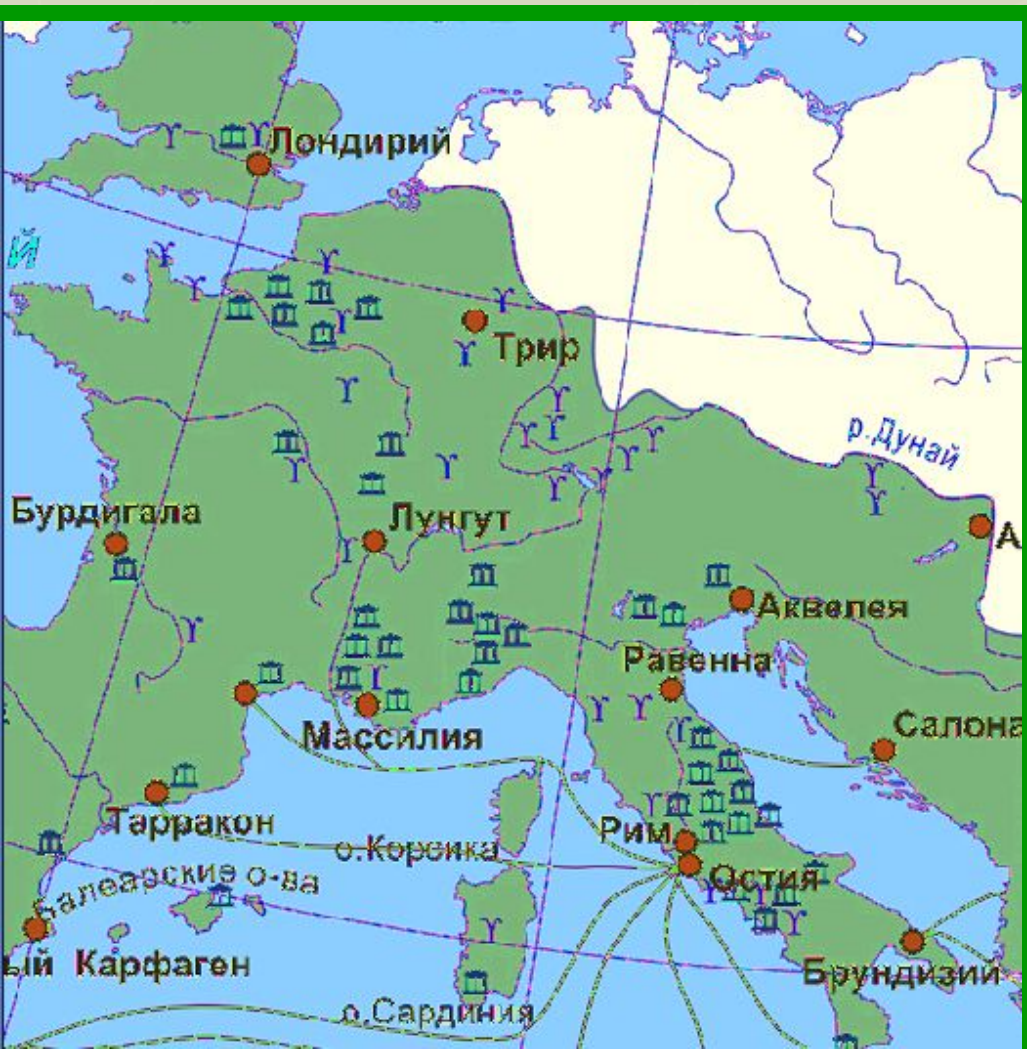 Лондирий
Й
Трир
р.Дунай
Бурдигала
Лунгут
А
Аквелея
Равенна
Салона
Массилия
Тарракон
Рим
о.Корсика
Остия
Балеарские о-ва
ый Карфаген
Брундизий
о.Сардиния